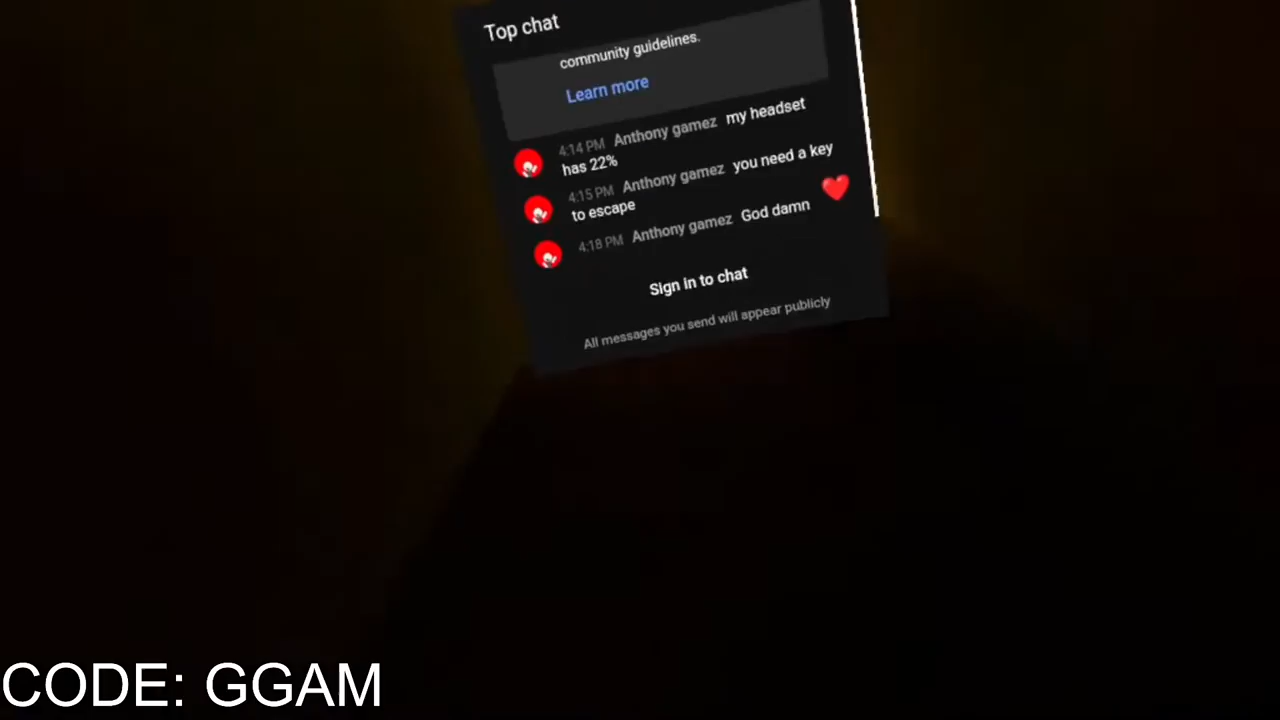 Top chat
community guidelines.
Learn more
4:14 PM Anthony gamez my headset
has 22%
4:15 PM Anthony gamez you need a key
to escape
4:18 PM Anthony gamez God damn
Sign in to chat
All messages you send will appear publicly
CODE: GGAM